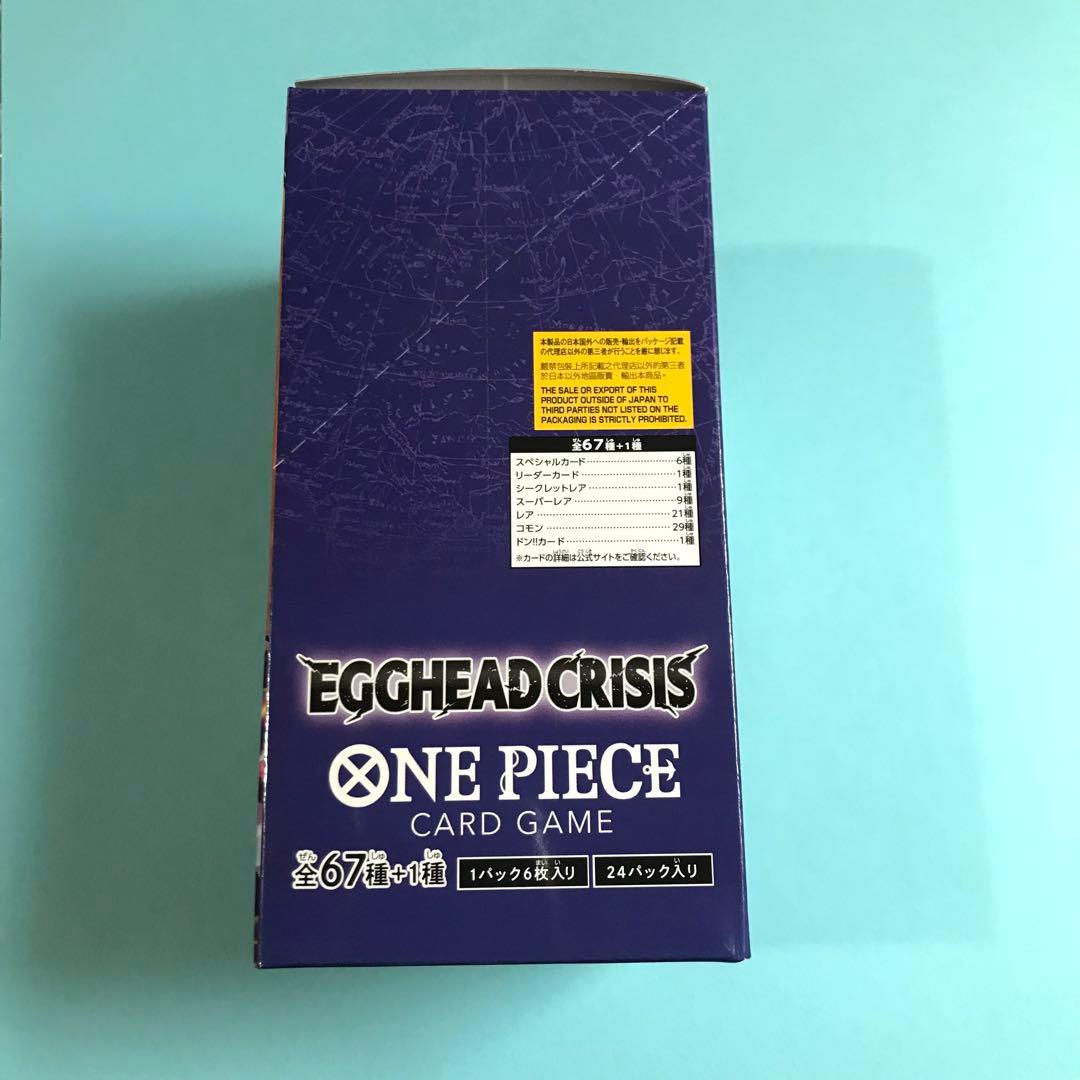 本製品の日本国外への販売・輸出をパッケージ記載
の代理店以外の第三者が行うことを厳に禁じます。
嚴禁包裝上所記載之代理店以外的第三者
於日本以外地區販賣・輸出本商品。
THE SALE OR EXPORT OF THIS
PRODUCT OUTSIDE OF JAPAN TO
THIRD PARTIES NOT LISTED ON THE
PACKAGING IS STRICTLY PROHIBITED.
全67種+1種
スペシャルカード……………………6種
リーダーカード………………………1種
シークレットレア……………………1種
スーパーレア…………………………9種
レア……………………………………21種
コモン…………………………………29種
ドン!!カード…………………………1種
※カードの詳細は公式サイトをご確認ください。
EGGHEAD CRISIS
ONE PIECE
CARD GAME
全67種+1種 1パック6枚入り 24パック入り